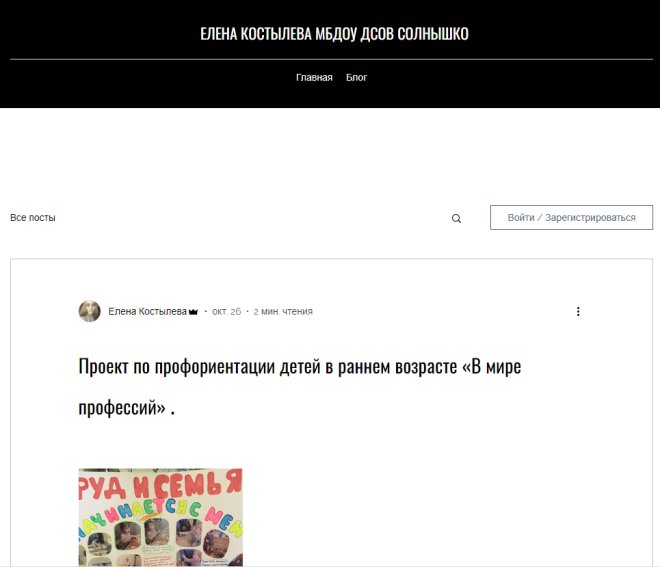 ЕЛЕНА КОСТЫЛЕВА МБДОУ ДСОВ СОЛНЫШКО
Главная Блог
Все посты
Войти / Зарегистрироваться
Елена Костылева · окт. 26 · 2 мин. чтения
Проект по профориентации детей в раннем возрасте «В мире
профессий» .
РУД И СЕМЬЯ
НАЧИНАЕТСЯ С МЕН